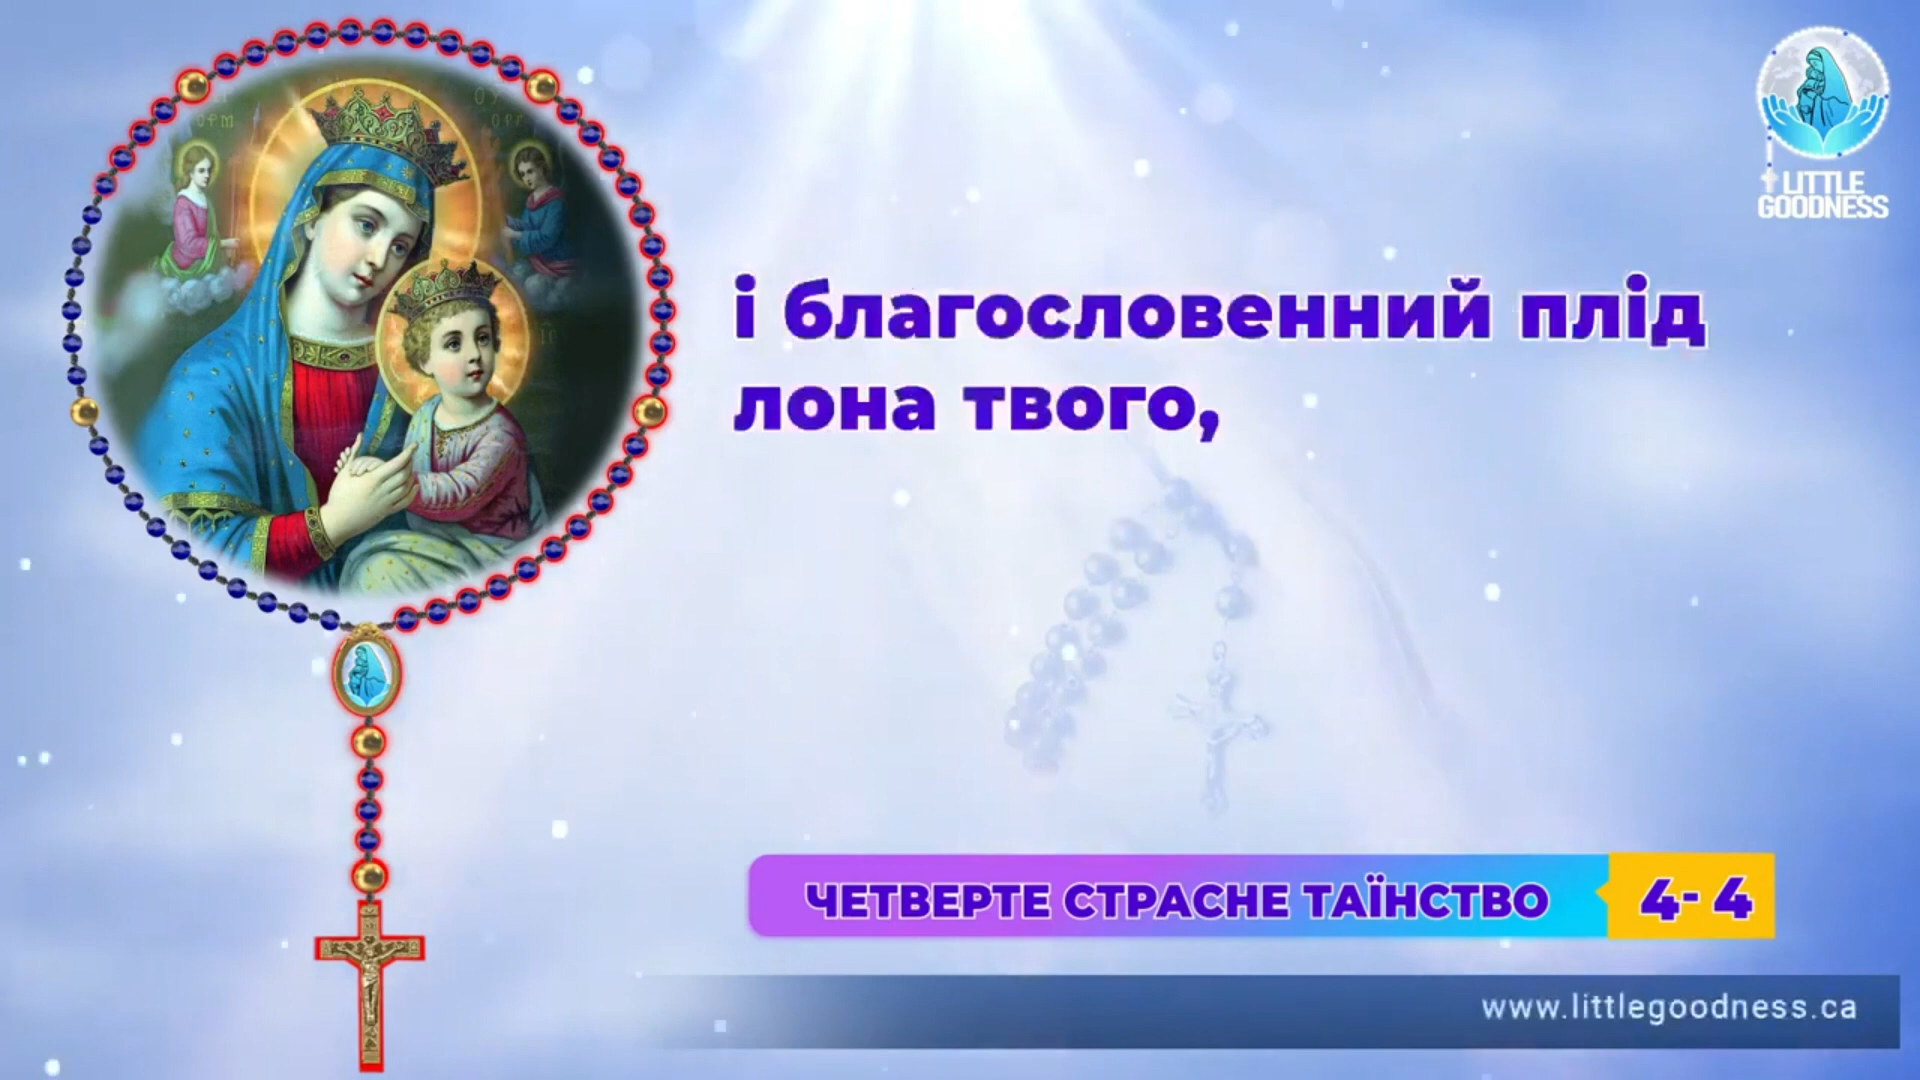 LITTLE
GOODNESS
і благословенний плід
лона твого,
ЧЕТВЕРТЕ СТРАСНЕ ТАЇНСТВО
4- 4
www.littlegoodness.ca